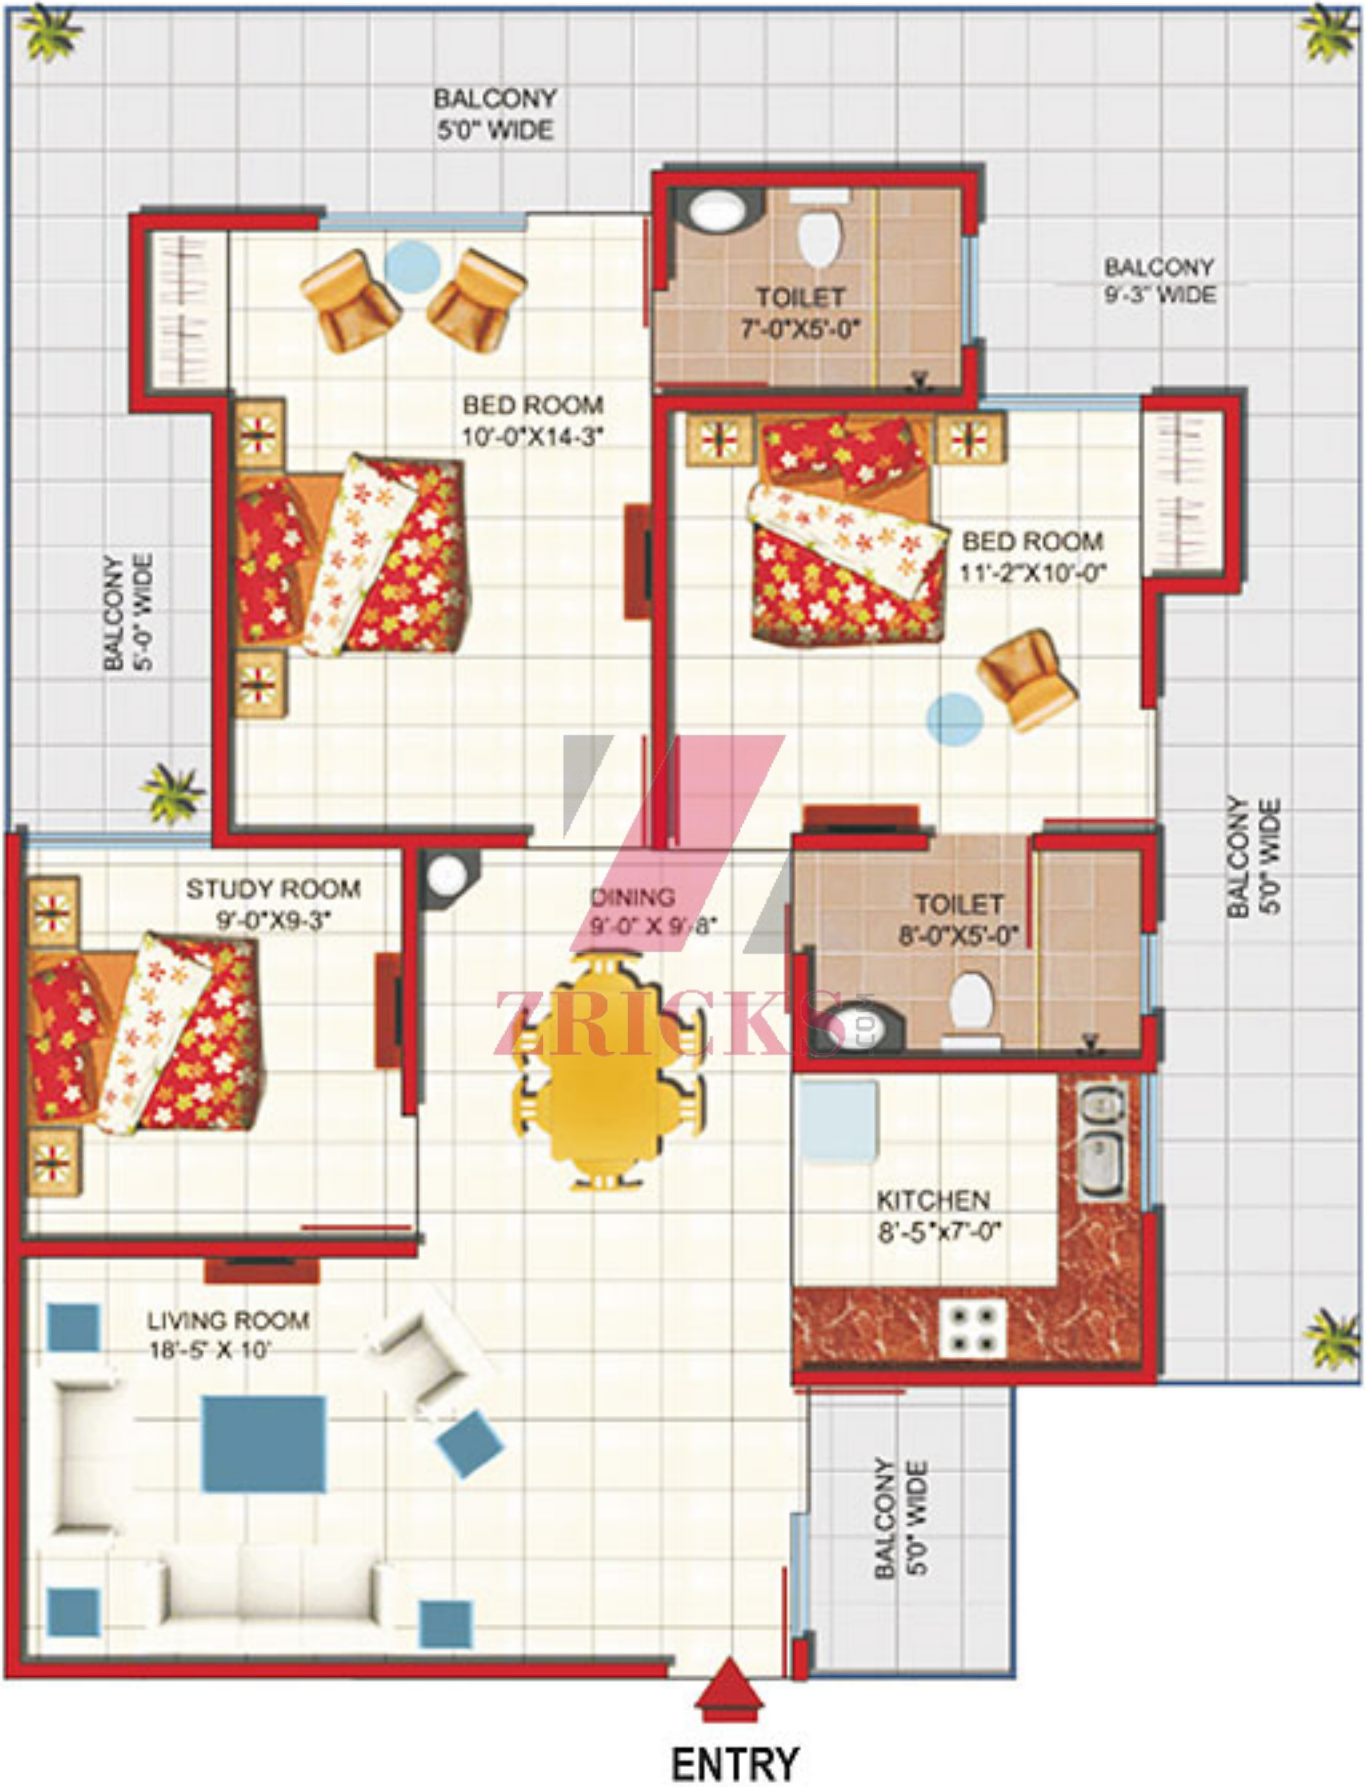 BALCONY
5'0" WIDE
BALCONY
9'-3" WIDE
TOILET
7'-0"X5'-0"
BED ROOM
10'-0"X14-3"
BED ROOM
11'-2"X10'-0"
BALCONY
5'-0" WIDE
BALCONY
5'0" WIDE
STUDY ROOM
9'-0"X9-3"
DINING
9'-0" X 9'-8"
TOILET
8'-0"X5'-0"
ZRICKS
KITCHEN
8'-5"x7'-0"
LIVING ROOM
18'-5' X 10'
BALCONY
5'0" WIDE
ENTRY